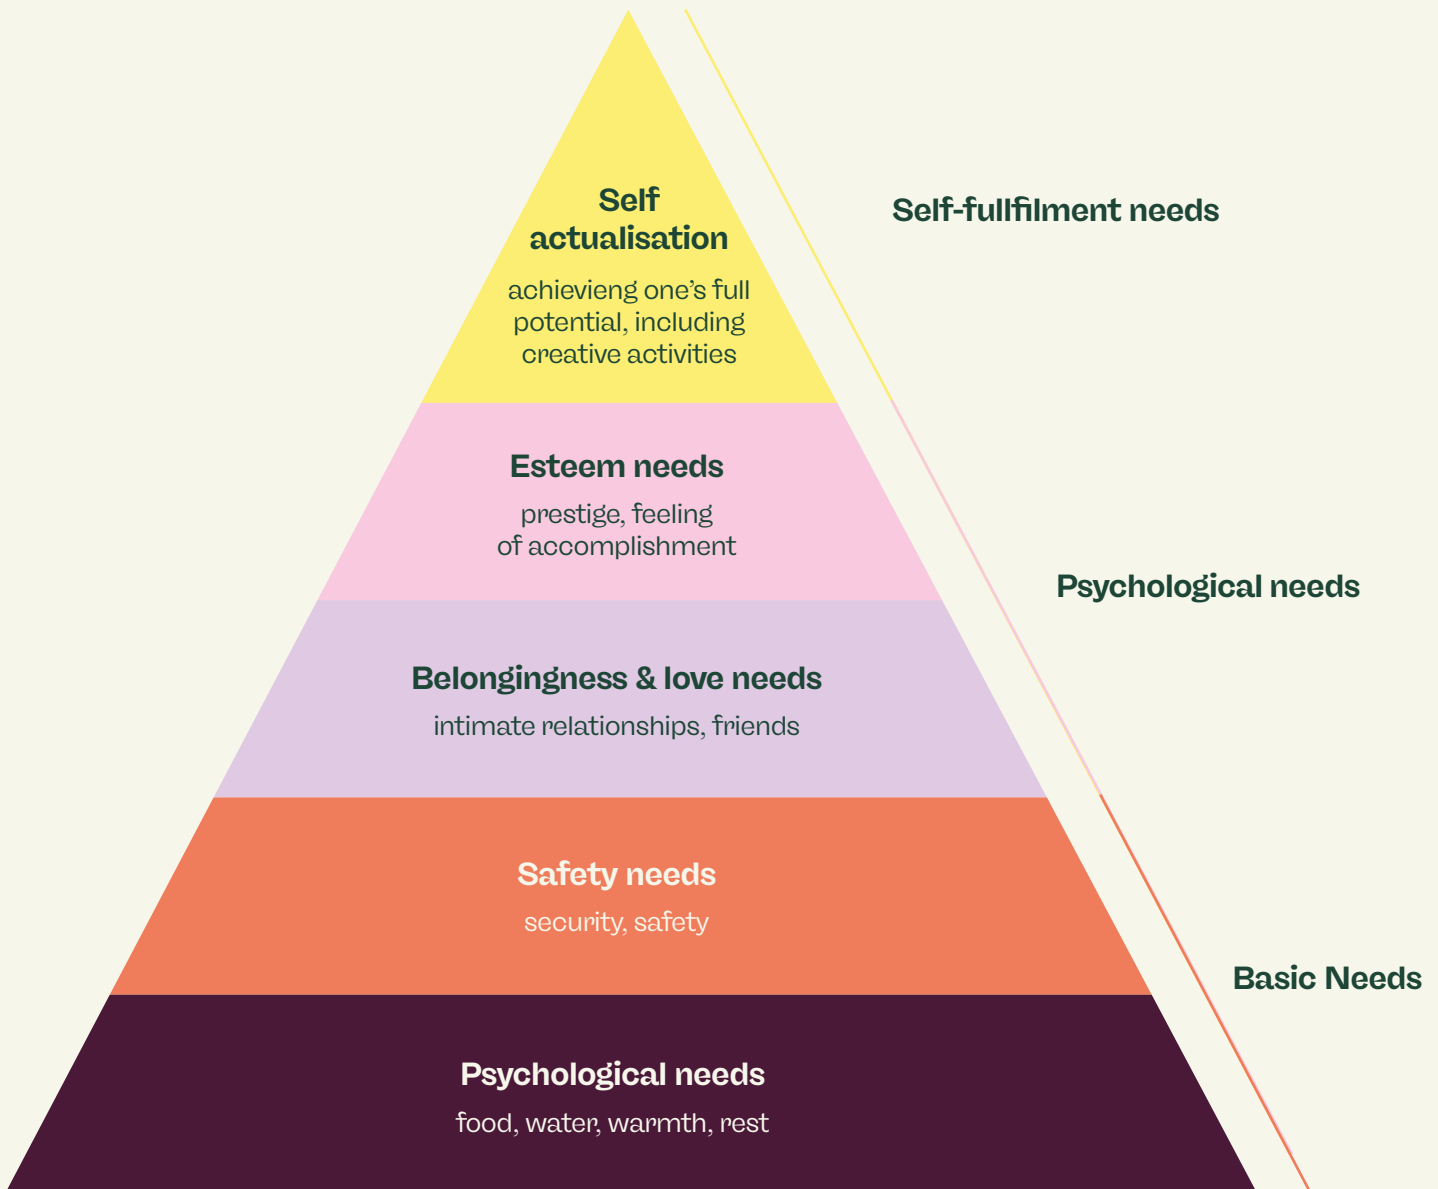 Self
actualisation
achievieng one’s full
potential, including
creative activities
Self-fullfilment needs
Esteem needs
prestige, feeling
of accomplishment
Psychological needs
Belongingness & love needs
intimate relationships, friends
Safety needs
security, safety
Basic Needs
Psychological needs
food, water, warmth, rest